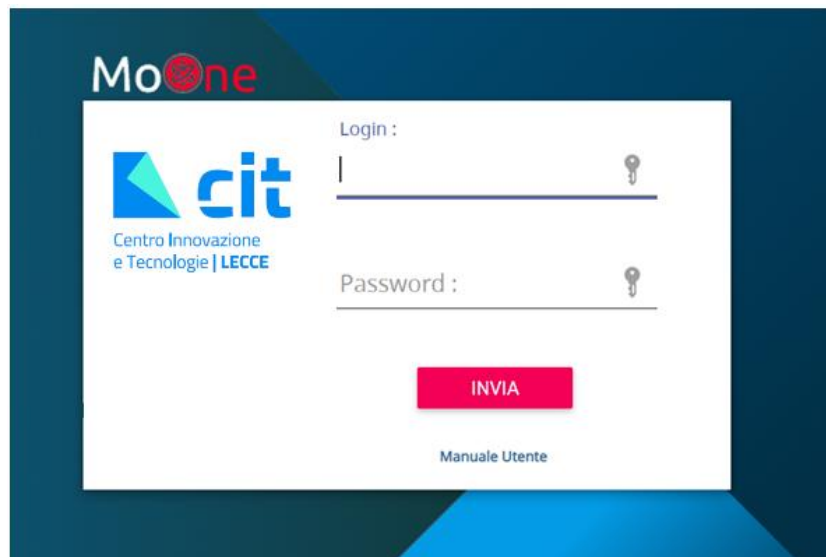 MoOne
Login :
cit
Centro Innovazione
e Tecnologie | LECCE
Password :
INVIA
Manuale Utente